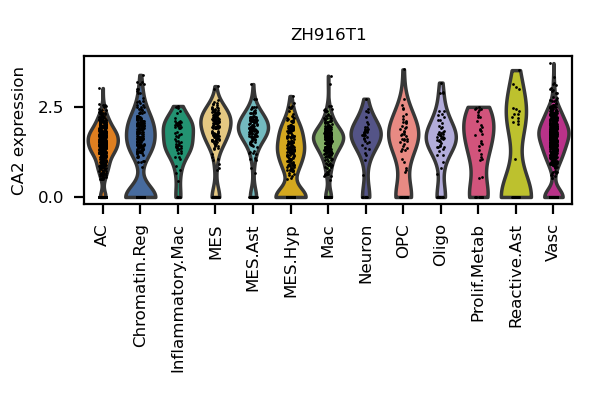 ZH916T1
CA2 expression
2.5
0.0
AC
Chromatin.Reg
Inflammatory.Mac
MES
MES.Ast
MES.Hyp
Mac
Neuron
OPC
Oligo
Prolif.Metab
Reactive.Ast
Vasc